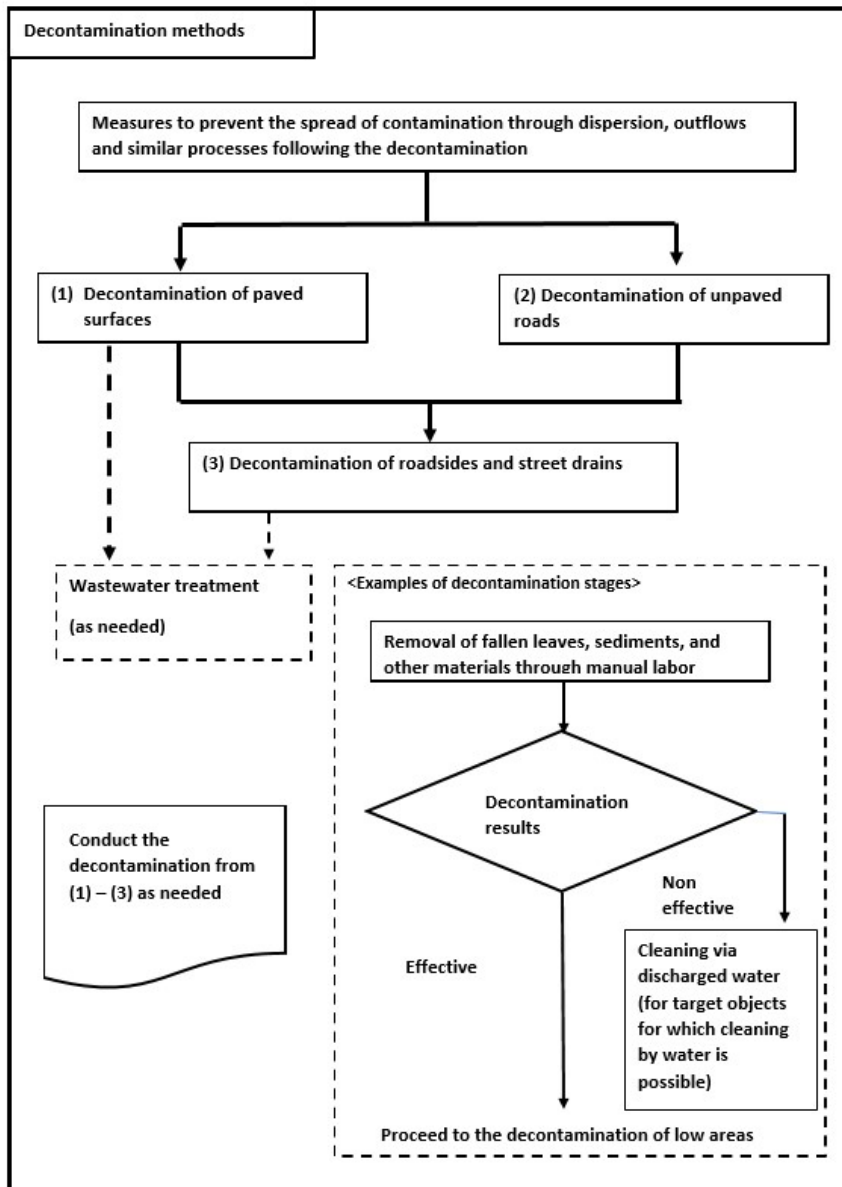 Decontamination methods
Measures to prevent the spread of contamination through dispersion, outflows
and similar processes following the decontamination
(1) Decontamination of paved
surfaces
(2) Decontamination of unpaved
roads
(3) Decontamination of roadsides and street drains
Wastewater treatment
(as needed)
<Examples of decontamination stages>
Removal of fallen leaves, sediments, and
other materials through manual labor
Decontamination
results
Conduct the
decontamination from
(1) – (3) as needed
Non
effective
Effective
Cleaning via
discharged water
(for target objects
for which cleaning
by water is
possible)
Proceed to the decontamination of low areas